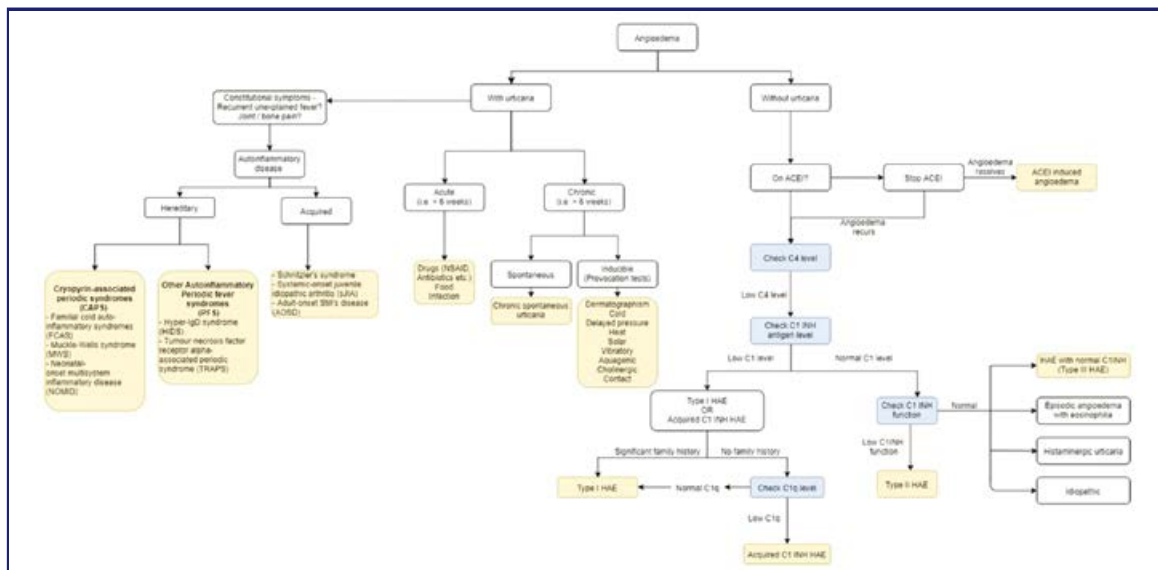 Angioedema
With urticaria
Without urticaria
Constitutional symptoms -
Recurrent unexplained fever?
Joint / bone pain?
Autoinflammatory
disease
Hereditary
Acquired
Cryopyrin-associated
periodic syndromes
(CAPS)
- Familial cold auto-
inflammatory syndromes
(FCAS)
- Muckle-Wells syndrome
(MWS)
- Neonatal-
onset multisystem
inflammatory disease
(NOMID)
Other Autoinflammatory
Periodic fever
syndromes
(PFS)
- Hyper-IgD syndrome
(HIDS)
- Tumour necrosis factor
receptor alpha-
associated periodic
syndrome (TRAPS)
- Schnitzler's syndrome
- Systemic-onset juvenile
idiopathic arthritis (sJIA)
- Adult-onset Still's disease
(AOSD)
Acute
6 weeks)
Chronic
6 weeks)
Drugs (NSAID,
Antibiotics etc.)
Food
Infection
Spontaneous
Chronic spontaneous
urticaria
Inducible
(Provocation tests)
Dermatographism
Cold
Delayed pressure
Heat
Solar
Vibratory
Aquagenic
Cholinergic
Contact
On ACEI?
Stop ACEI
Angioedema
resolves
ACEI induced
angioedema
Angioedema
recurs
Check C4 level
Low C4 level
Check C1 INH
antigen level
Low C1 level
Normal C1 level
Type I HAE
OR
Acquired C1 INH HAE
Significant family history
No family history
Type I HAE
Normal C1q
Check C1q level
Low C1q
Acquired C1 INH HAE
Check C1 INH
function
Normal
Low C1INH
function
Type II HAE
HAE with normal C1INH
(Type III HAE)
Episodic angioedema
with eosinophilia
Histaminergic urticaria
Idiopathic